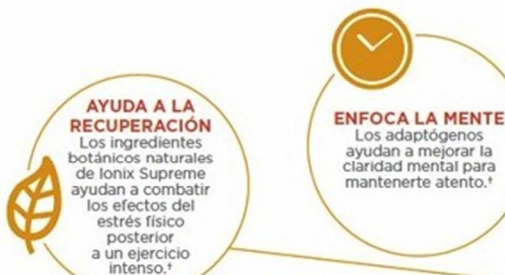 AYUDA A LA
RECUPERACIÓN
Los ingredientes
botánicos naturales
de Ionix Supreme
ayudan a combatir
los efectos del
estrés físico
posterior
a un ejercicio
intenso.†
ENFOCA LA MENTE
Los adaptógenos
ayudan a mejorar la
claridad mental para
mantenerte atento.†